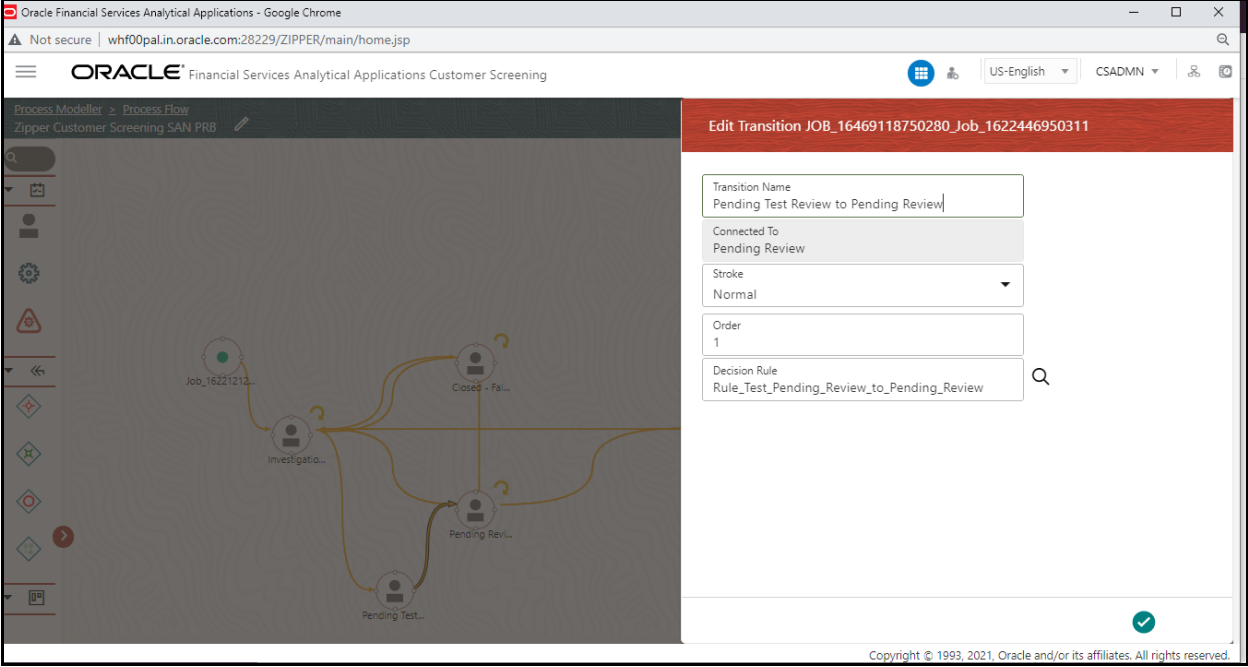 Oracle Financial Services Analytical Applications - Google Chrome
Not secure | whf00pal.in.oracle.com:28229/ZIPPER/main/home.jsp
ORACLE® Financial Services Analytical Applications Customer Screening
US-English
CSADMN
Process Modeller > Process Flow
Zipper Customer Screening SAN PRB
Edit Transition JOB_16469118750280_Job_1622446950311
Transition Name
Pending Test Review to Pending Review
Connected To
Pending Review
Stroke
Normal
Order
1
Decision Rule
Rule_Test_Pending_Review_to_Pending_Review
Job_16221212...
Closed - Fai...
Investigatio...
Pending Revi...
Pending Test...
Copyright © 1993, 2021, Oracle and/or its affiliates. All rights reserved.